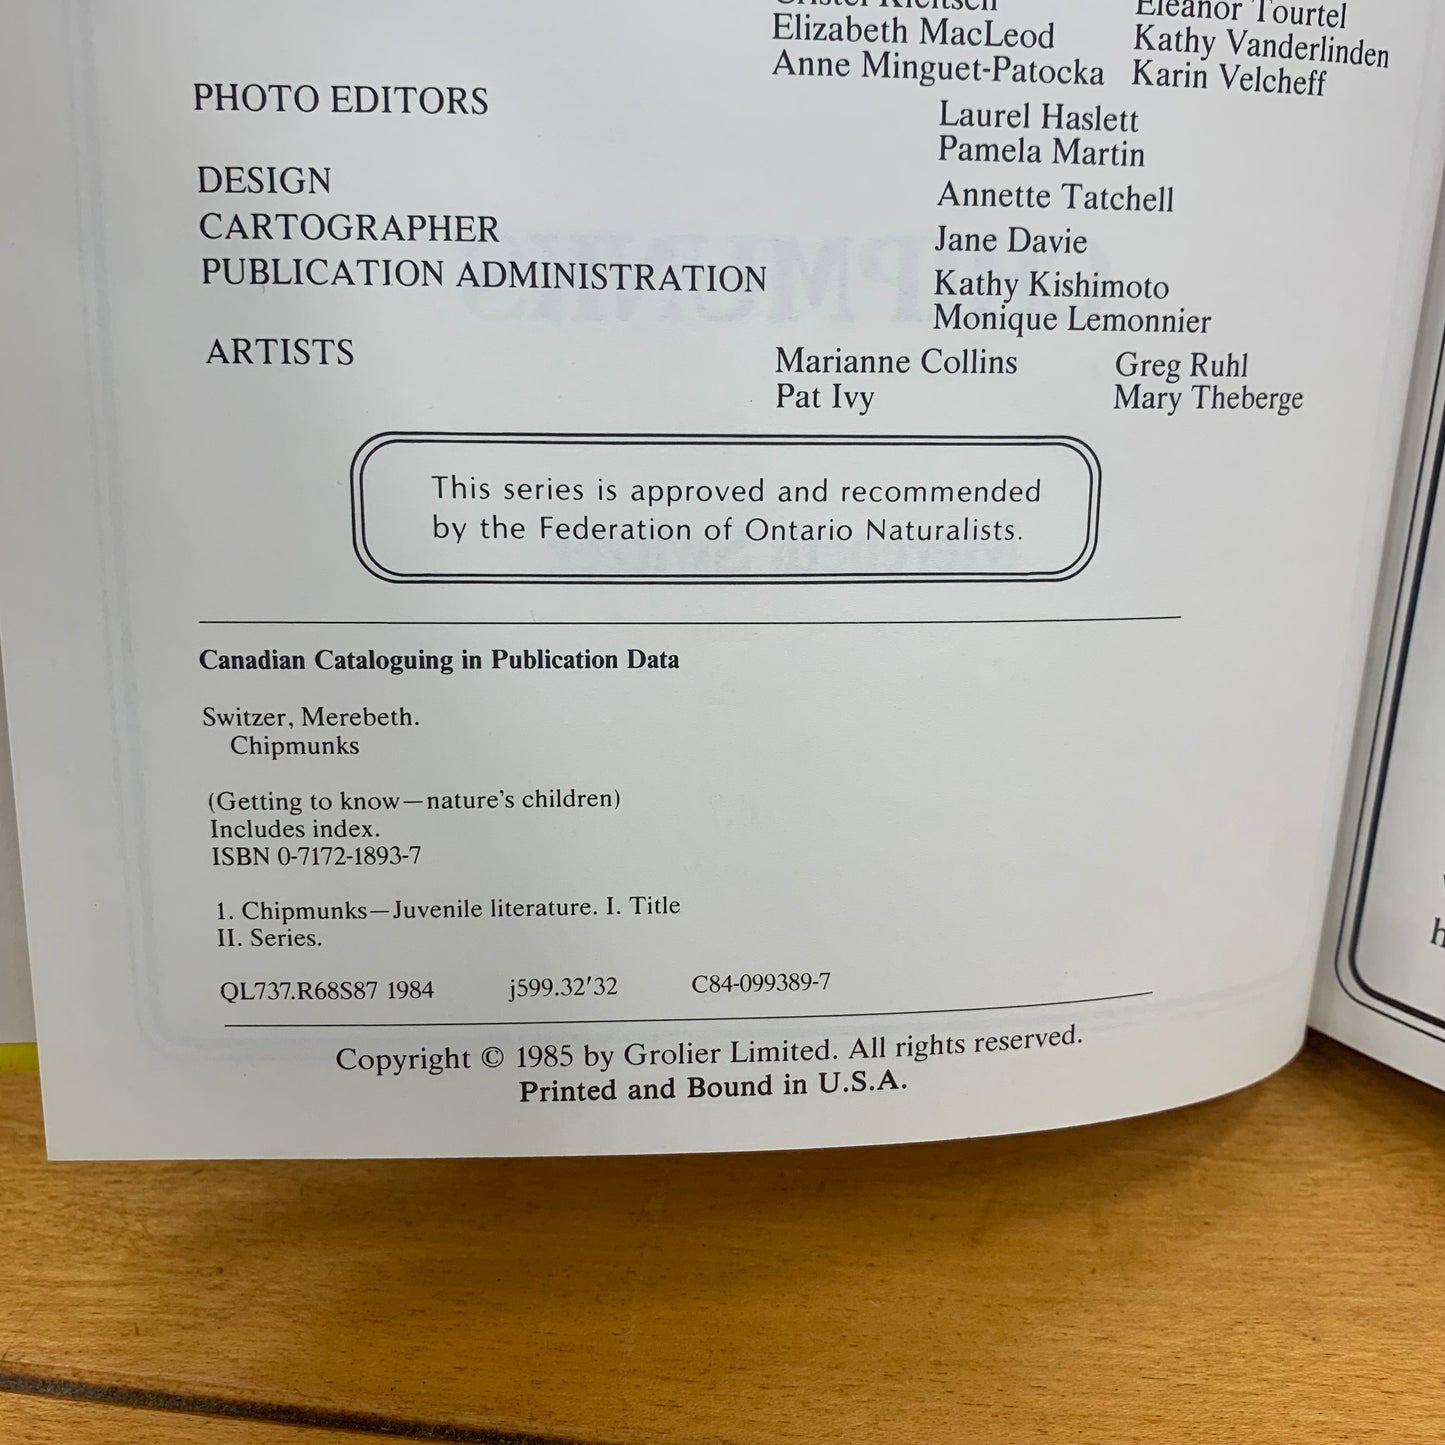 Elizabeth MacLeod
Anne Minguet-Patocka
Eleanor Tourtel
Kathy Vanderlinden
Karin Velcheff
PHOTO EDITORS
Laurel Haslett
Pamela Martin
DESIGN
Annette Tatchell
CARTOGRAPHER
Jane Davie
PUBLICATION ADMINISTRATION
Kathy Kishimoto
Monique Lemonnier
ARTISTS
Marianne Collins
Pat Ivy
Greg Ruhl
Mary Theberge
This series is approved and recommended
by the Federation of Ontario Naturalists.
Canadian Cataloguing in Publication Data
Switzer, Merebeth.
Chipmunks
(Getting to know—nature's children)
Includes index.
ISBN 0-7172-1893-7
1. Chipmunks—Juvenile literature. I. Title
II. Series.
QL737.R68S87 1984 j599.32′32 C84-099389-7
Copyright © 1985 by Grolier Limited. All rights reserved.
Printed and Bound in U.S.A.